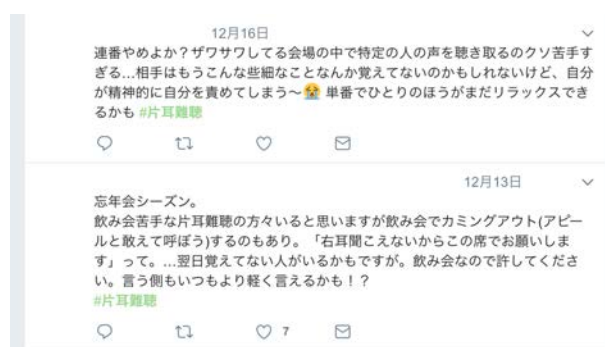 12月16日
連番やめよか？ザワサワしてる会場の中で特定の人の声を聴き取るのクソ苦手す
ぎる...相手はもうこんな些細なことなんか覚えてないのかもしれないけど、自分
が精神的に自分を責めてしまう〜😭 単番でひとりのほうがまだリラックスでき
るかも #片耳難聴
12月13日
忘年会シーズン。
飲み会苦手な片耳難聴の方々いると思いますが飲み会でカミングアウト(アピー
ルと敢えて呼ぼう)するのもあり。「右耳聞こえないからこの席でお願いしま
す」って。...翌日覚えてない人がいるかもですが。飲み会なので許してくださ
い。言う側もいつもより軽く言えるかも！？
#片耳難聴
7